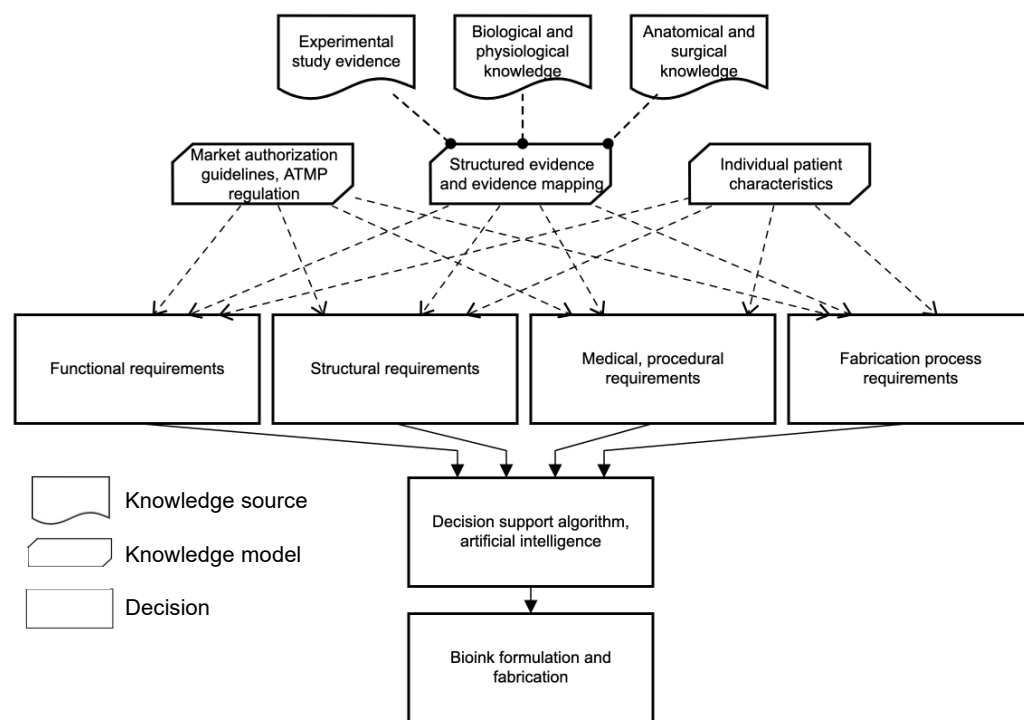 Experimental
study evidence
Biological and
physiological
knowledge
Anatomical and
surgical
knowledge
Market authorization
guidelines, ATMP
regulation
Structured evidence
and evidence mapping
Individual patient
characteristics
Functional requirements
Structural requirements
Medical, procedural
requirements
Fabrication process
requirements
Knowledge source
Knowledge model
Decision
Decision support algorithm,
artificial intelligence
Bioink formulation and
fabrication